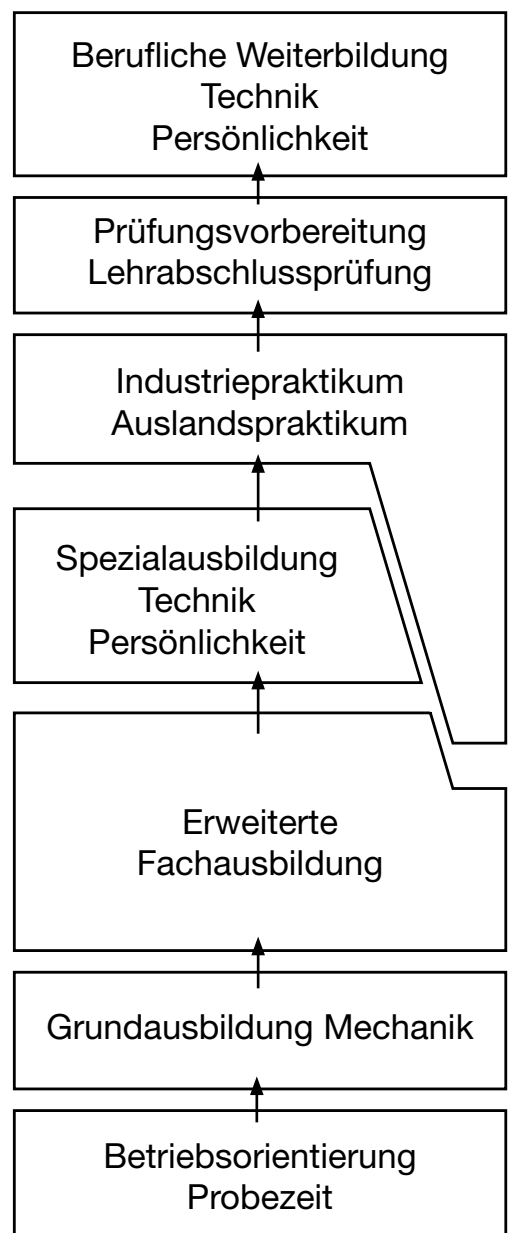 Berufliche Weiterbildung
Technik
Persönlichkeit
Prüfungsvorbereitung
Lehrabschlussprüfung
Industriepraktikum
Auslandspraktikum
Spezialausbildung
Technik
Persönlichkeit
Erweiterte
Fachausbildung
Grundausbildung Mechanik
Betriebsorientierung
Probezeit